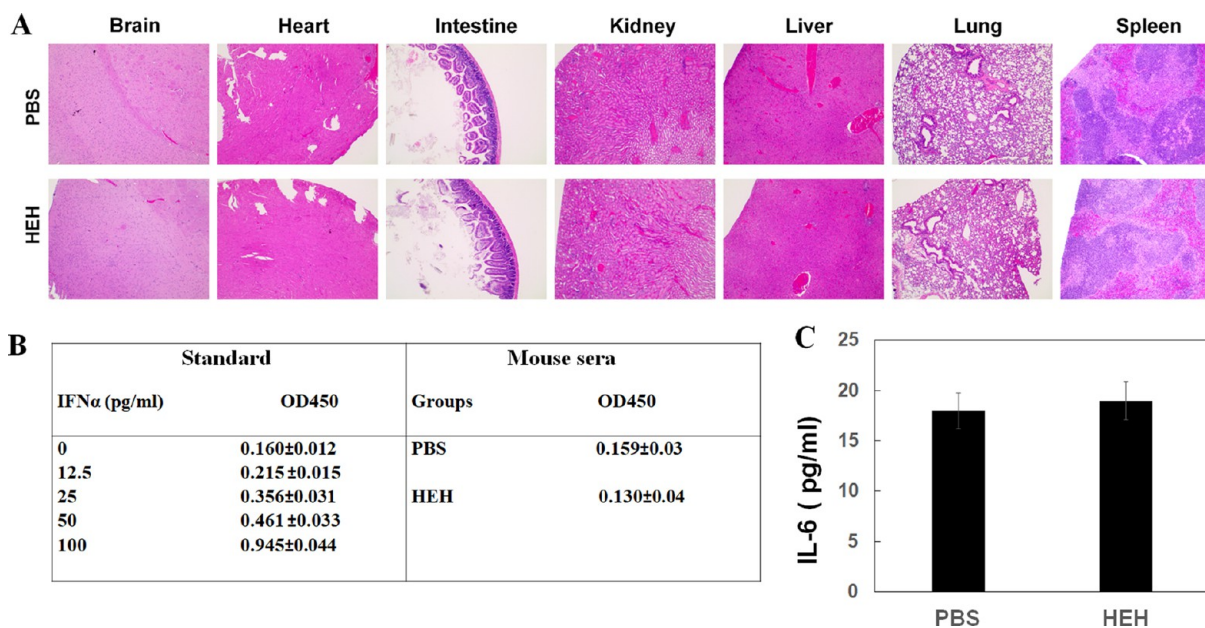 A
Brain Heart Intestine Kidney Liver Lung Spleen
PBS
HEH
B
Standard Mouse sera
IFNα (pg/ml) OD450 Groups OD450
0 0.160±0.012 PBS 0.159±0.03
12.5 0.215±0.015
25 0.356±0.031 HEH 0.130±0.04
50 0.461±0.033
100 0.945±0.044
C
IL-6 ( pg/ml)
25
20
15
10
5
0
PBS HEH